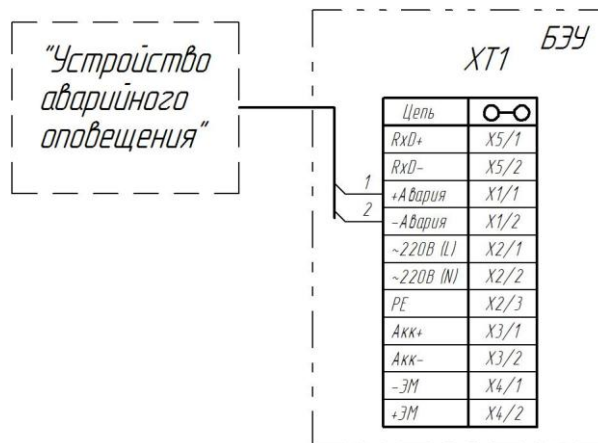 "Устройство
аварийного
оповещения"
БЭУ
XT1
Цепь
RxD+ X5/1
RxD- X5/2
1 +Авария X1/1
2 -Авария X1/2
~220В (L) X2/1
~220В (N) X2/2
PE X2/3
Акк+ X3/1
Акк- X3/2
-ЭМ X4/1
+ЭМ X4/2